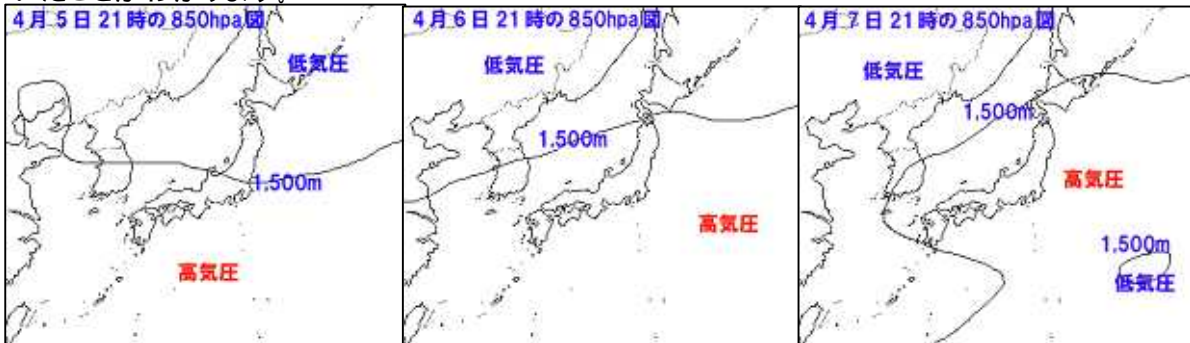 4月5日21時の850hpa図
低気圧
1,500m
高気圧
4月6日21時の850hpa図
低気圧
1,500m
高気圧
4月7日21時の850hpa図
低気圧
1,500m
高気圧
1,500m
低気圧